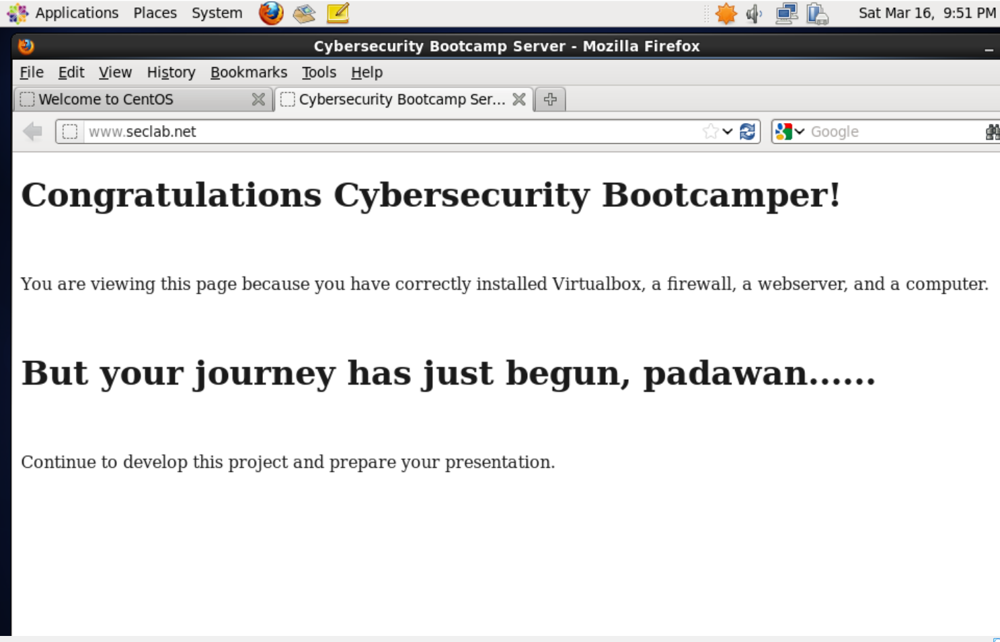 Applications Places System Sat Mar 16, 9:51 PM
Cybersecurity Bootcamp Server - Mozilla Firefox
File Edit View History Bookmarks Tools Help
Welcome to CentOS Cybersecurity Bootcamp Ser...
www.seclab.net Google
Congratulations Cybersecurity Bootcamper!
You are viewing this page because you have correctly installed Virtualbox, a firewall, a webserver, and a computer.
But your journey has just begun, padawan......
Continue to develop this project and prepare your presentation.